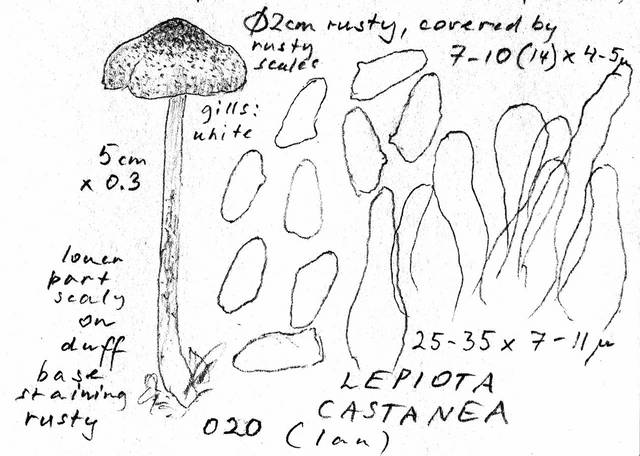 Ø2cm rusty, covered by
rusty
scales
7-10(14) x 4-5µ
gills:
white
5cm
x 0.3
lower
part
scaly
on
duff
base
staining
rusty
25-35 x 7-11 µ
LEPIOTA
CASTANEA
020
(Ian)